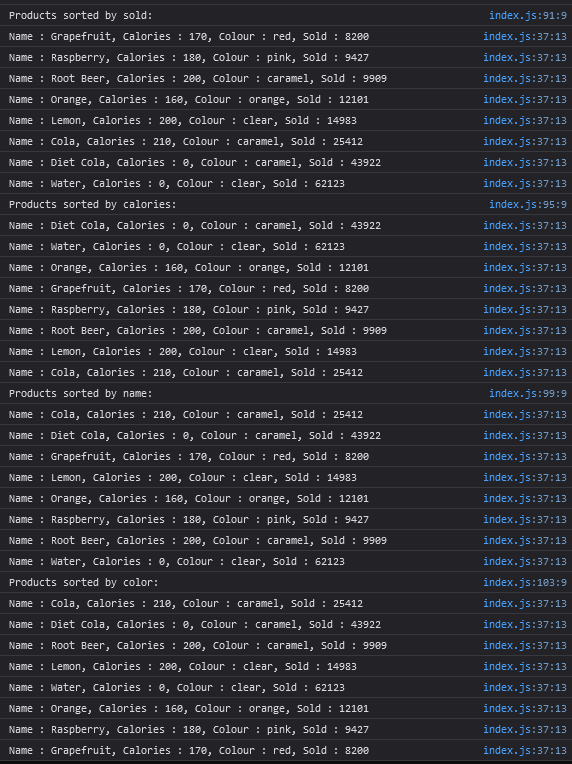 Products sorted by sold: index.js:91:9
Name : Grapefruit, Calories : 170, Colour : red, Sold : 8200 index.js:37:13
Name : Raspberry, Calories : 180, Colour : pink, Sold : 9427 index.js:37:13
Name : Root Beer, Calories : 200, Colour : caramel, Sold : 9909 index.js:37:13
Name : Orange, Calories : 160, Colour : orange, Sold : 12101 index.js:37:13
Name : Lemon, Calories : 200, Colour : clear, Sold : 14983 index.js:37:13
Name : Cola, Calories : 210, Colour : caramel, Sold : 25412 index.js:37:13
Name : Diet Cola, Calories : 0, Colour : caramel, Sold : 43922 index.js:37:13
Name : Water, Calories : 0, Colour : clear, Sold : 62123 index.js:37:13
Products sorted by calories: index.js:95:9
Name : Diet Cola, Calories : 0, Colour : caramel, Sold : 43922 index.js:37:13
Name : Water, Calories : 0, Colour : clear, Sold : 62123 index.js:37:13
Name : Orange, Calories : 160, Colour : orange, Sold : 12101 index.js:37:13
Name : Grapefruit, Calories : 170, Colour : red, Sold : 8200 index.js:37:13
Name : Raspberry, Calories : 180, Colour : pink, Sold : 9427 index.js:37:13
Name : Root Beer, Calories : 200, Colour : caramel, Sold : 9909 index.js:37:13
Name : Lemon, Calories : 200, Colour : clear, Sold : 14983 index.js:37:13
Name : Cola, Calories : 210, Colour : caramel, Sold : 25412 index.js:37:13
Products sorted by name: index.js:99:9
Name : Cola, Calories : 210, Colour : caramel, Sold : 25412 index.js:37:13
Name : Diet Cola, Calories : 0, Colour : caramel, Sold : 43922 index.js:37:13
Name : Grapefruit, Calories : 170, Colour : red, Sold : 8200 index.js:37:13
Name : Lemon, Calories : 200, Colour : clear, Sold : 14983 index.js:37:13
Name : Orange, Calories : 160, Colour : orange, Sold : 12101 index.js:37:13
Name : Raspberry, Calories : 180, Colour : pink, Sold : 9427 index.js:37:13
Name : Root Beer, Calories : 200, Colour : caramel, Sold : 9909 index.js:37:13
Name : Water, Calories : 0, Colour : clear, Sold : 62123 index.js:37:13
Products sorted by color: index.js:103:9
Name : Cola, Calories : 210, Colour : caramel, Sold : 25412 index.js:37:13
Name : Diet Cola, Calories : 0, Colour : caramel, Sold : 43922 index.js:37:13
Name : Root Beer, Calories : 200, Colour : caramel, Sold : 9909 index.js:37:13
Name : Lemon, Calories : 200, Colour : clear, Sold : 14983 index.js:37:13
Name : Water, Calories : 0, Colour : clear, Sold : 62123 index.js:37:13
Name : Orange, Calories : 160, Colour : orange, Sold : 12101 index.js:37:13
Name : Raspberry, Calories : 180, Colour : pink, Sold : 9427 index.js:37:13
Name : Grapefruit, Calories : 170, Colour : red, Sold : 8200 index.js:37:13